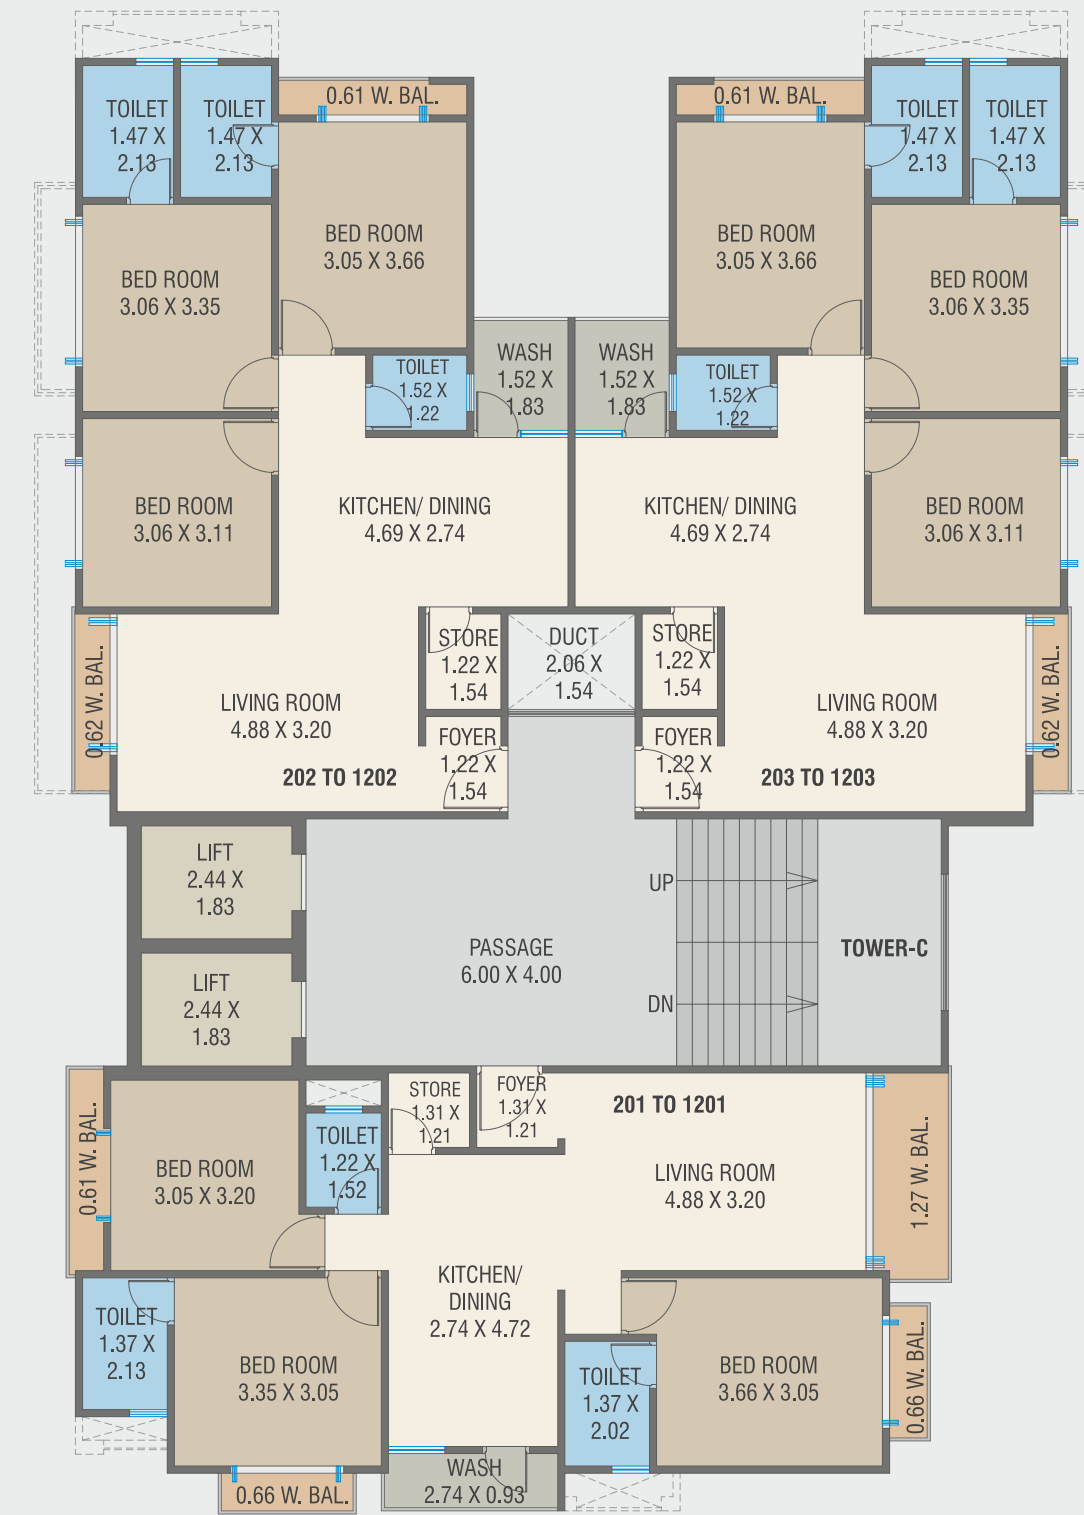 0.61 W. BAL.
0.61 W. BAL.
TOILET
1.47 X
2.13
TOILET
1.47 X
2.13
TOILET
1.47 X
2.13
TOILET
1.47 X
2.13
BED ROOM
3.05 X 3.66
BED ROOM
3.05 X 3.66
BED ROOM
3.06 X 3.35
BED ROOM
3.06 X 3.35
TOILET
1.52 X
1.22
WASH
1.52 X
1.83
WASH
1.52 X
1.83
TOILET
1.52 X
1.22
BED ROOM
3.06 X 3.11
KITCHEN/ DINING
4.69 X 2.74
KITCHEN/ DINING
4.69 X 2.74
BED ROOM
3.06 X 3.11
STORE
1.22 X
1.54
DUCT
2.06 X
1.54
STORE
1.22 X
1.54
0.62 W. BAL.
LIVING ROOM
4.88 X 3.20
LIVING ROOM
4.88 X 3.20
0.62 W. BAL.
FOYER
1.22 X
1.54
FOYER
1.22 X
1.54
202 TO 1202
203 TO 1203
LIFT
2.44 X
1.83
UP
PASSAGE
6.00 X 4.00
TOWER-C
LIFT
2.44 X
1.83
DN
STORE
1.31 X
1.21
FOYER
1.31 X
1.21
201 TO 1201
0.61 W. BAL.
BED ROOM
3.05 X 3.20
TOILET
1.22 X
1.52
LIVING ROOM
4.88 X 3.20
1.27 W. BAL.
KITCHEN/
DINING
2.74 X 4.72
TOILET
1.37 X
2.13
BED ROOM
3.35 X 3.05
TOILET
1.37 X
2.02
BED ROOM
3.66 X 3.05
0.66 W. BAL.
WASH
2.74 X 0.93
0.66 W. BAL.